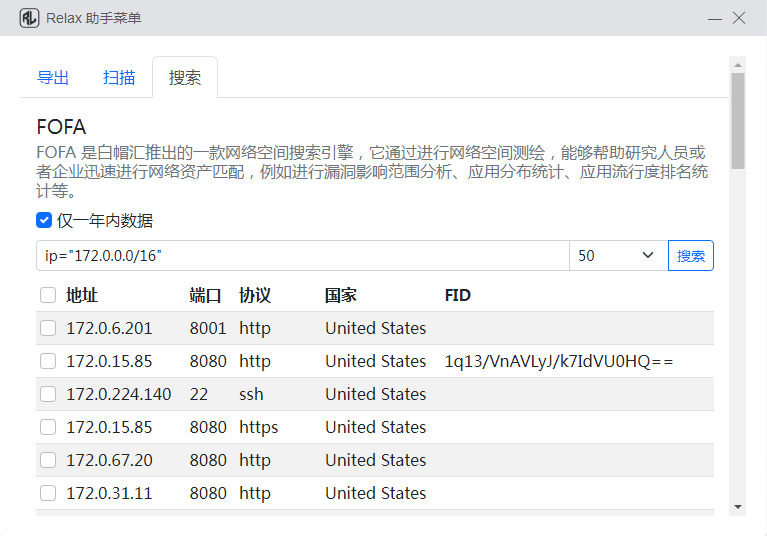 RL Relax 助手菜单
导出 扫描 搜索
FOFA
FOFA 是白帽汇推出的一款网络空间搜索引擎，它通过进行网络空间测绘，能够帮助研究人员或
者企业迅速进行网络资产匹配，例如进行漏洞影响范围分析、应用分布统计、应用流行度排名统
计等。
仅一年内数据
ip="172.0.0.0/16" 50 搜索
地址 端口 协议 国家 FID
172.0.6.201 8001 http United States
172.0.15.85 8080 http United States 1q13/VnAVLyJ/k7IdVU0HQ==
172.0.224.140 22 ssh United States
172.0.15.85 8080 https United States
172.0.67.20 8080 http United States
172.0.31.11 8080 http United States